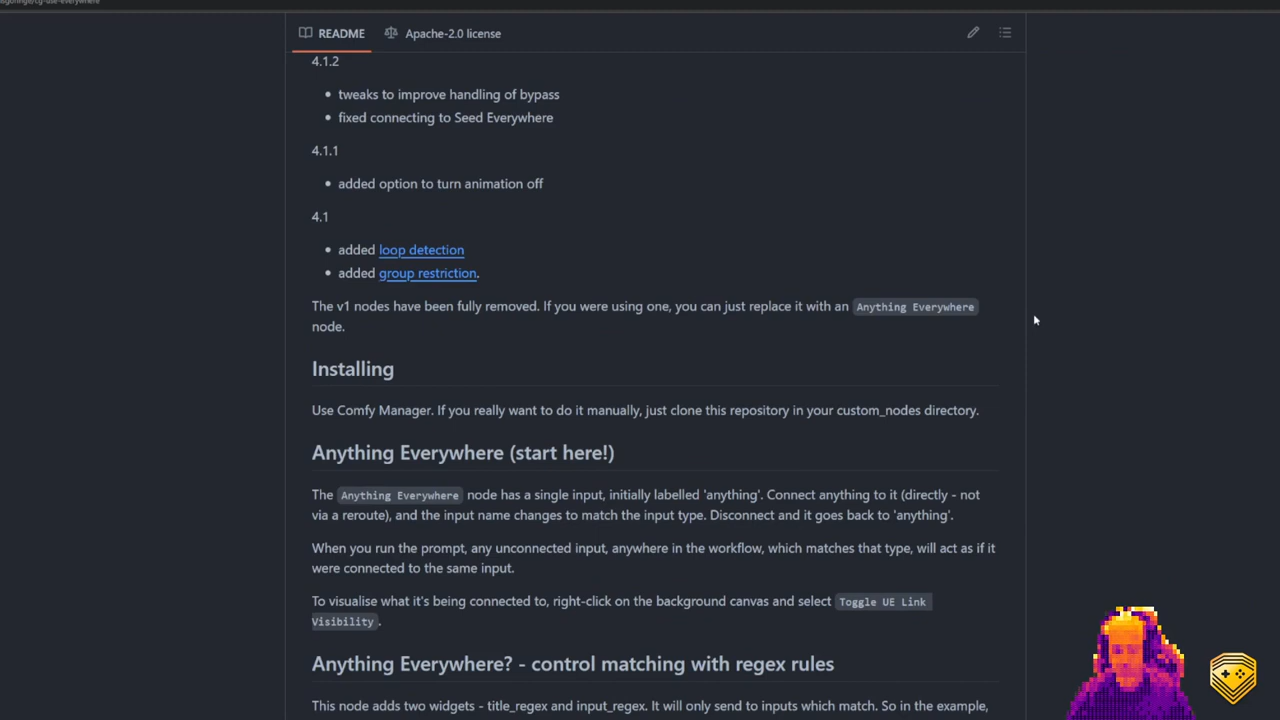 README
Apache-2.0 license
4.1.2
tweaks to improve handling of bypass
fixed connecting to Seed Everywhere
4.1.1
added option to turn animation off
4.1
added loop detection
added group restriction.
The v1 nodes have been fully removed. If you were using one, you can just replace it with an Anything Everywhere
node.
Installing
Use Comfy Manager. If you really want to do it manually, just clone this repository in your custom_nodes directory.
Anything Everywhere (start here!)
The Anything Everywhere node has a single input, initially labelled 'anything'. Connect anything to it (directly - not
via a reroute), and the input name changes to match the input type. Disconnect and it goes back to 'anything'.
When you run the prompt, any unconnected input, anywhere in the workflow, which matches that type, will act as if it
were connected to the same input.
To visualise what it's being connected to, right-click on the background canvas and select Toggle UE Link
Visibility.
Anything Everywhere? - control matching with regex rules
This node adds two widgets - title_regex and input_regex. It will only send to inputs which match. So in the example,